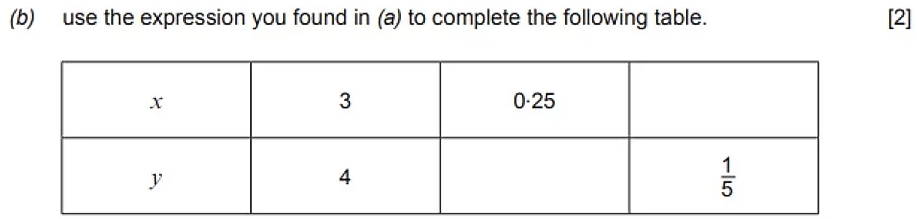 (b) use the expression you found in (a) to complete the following table. [2]
x 3 0·25
y 4 1/5